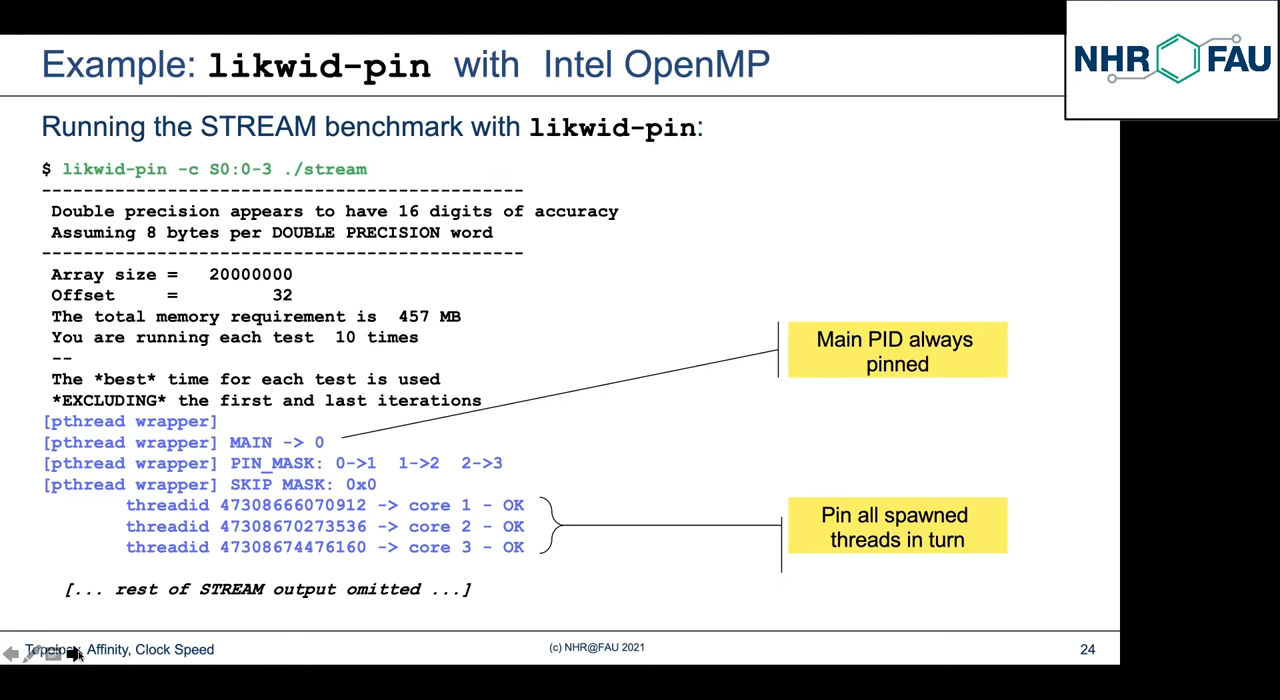 Example: likwid-pin with Intel OpenMP
NHR FAU
Running the STREAM benchmark with likwid-pin:
$ likwid-pin -c S0:0-3 ./stream
----------------------------------------------
Double precision appears to have 16 digits of accuracy
Assuming 8 bytes per DOUBLE PRECISION word
----------------------------------------------
Array size = 20000000
Offset = 32
The total memory requirement is 457 MB
You are running each test 10 times
--
The *best* time for each test is used
*EXCLUDING* the first and last iterations
[pthread wrapper]
[pthread wrapper] MAIN -> 0
[pthread wrapper] PIN_MASK: 0->1 1->2 2->3
[pthread wrapper] SKIP MASK: 0x0
threadid 47308666070912 -> core 1 - OK
threadid 47308670273536 -> core 2 - OK
threadid 47308674476160 -> core 3 - OK
Main PID always
pinned
Pin all spawned
threads in turn
[... rest of STREAM output omitted ...]
Topology, Affinity, Clock Speed
(c) NHR@FAU 2021
24